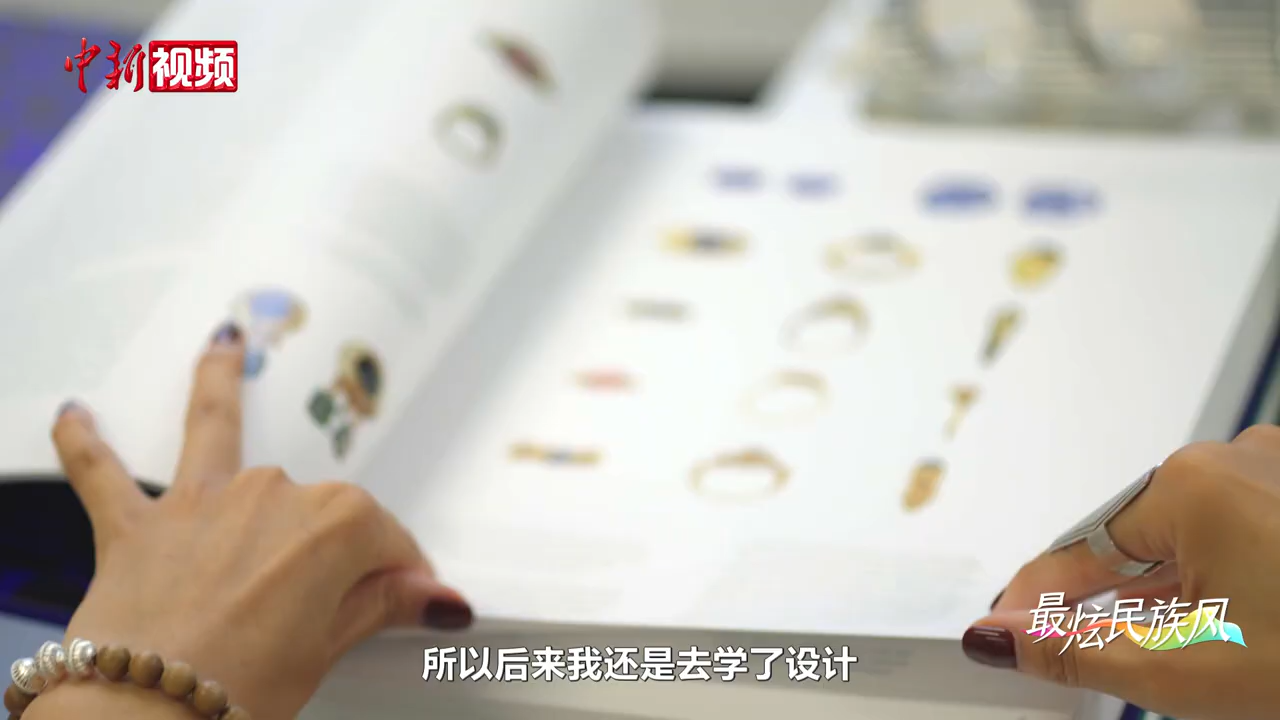 中新视频
所以后来我还是去学了设计
最炫民族风